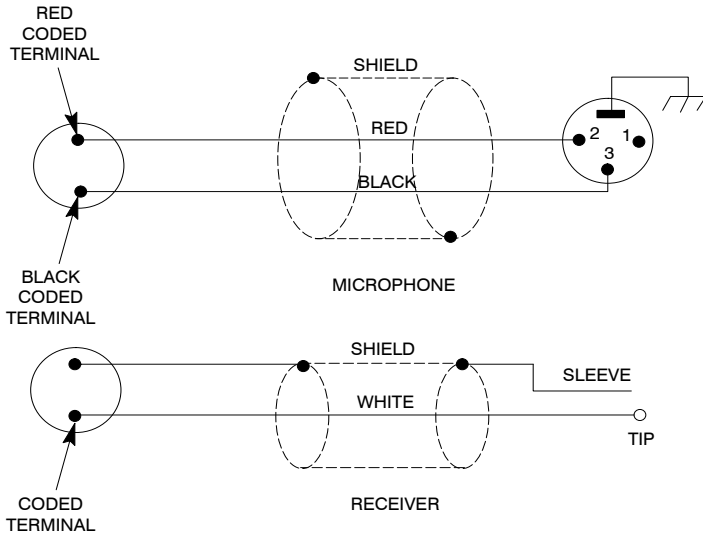 RED
CODED
TERMINAL
SHIELD
RED
2
1
3
BLACK
BLACK
CODED
TERMINAL
MICROPHONE
SHIELD
SLEEVE
WHITE
TIP
CODED
TERMINAL
RECEIVER